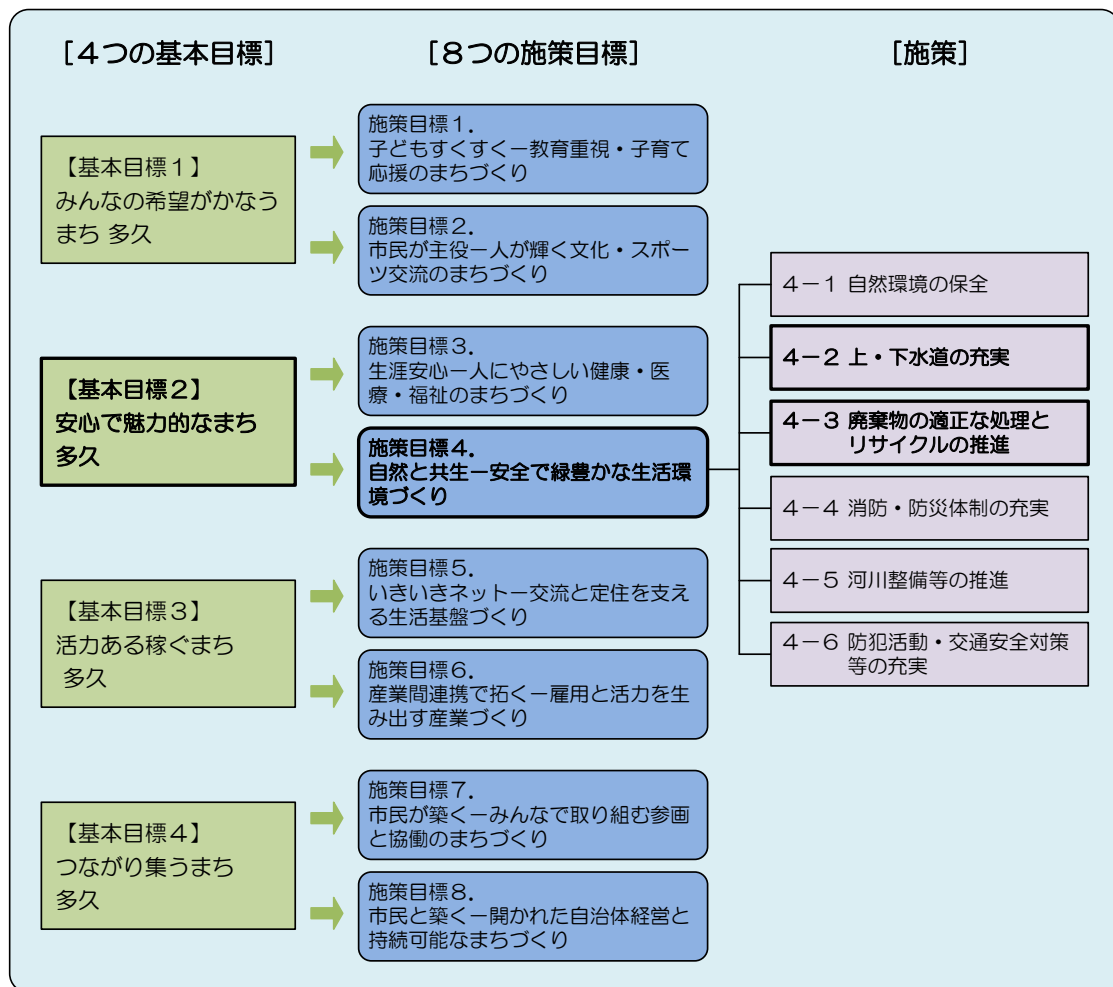 [4つの基本目標]
[8つの施策目標]
[施策]
【基本目標1】
みんなの希望がかなう
まち 多久
施策目標1.
子どもすくすくー教育重視・子育て
応援のまちづくり
施策目標2.
市民が主役ー人が輝く文化・スポー
ツ交流のまちづくり
【基本目標2】
安心で魅力的なまち
多久
施策目標3.
生涯安心ー人にやさしい健康・医
療・福祉のまちづくり
施策目標4.
自然と共生ー安全で緑豊かな生活環
境づくり
4-1 自然環境の保全
4-2 上・下水道の充実
4-3 廃棄物の適正な処理と
リサイクルの推進
4-4 消防・防災体制の充実
4-5 河川整備等の推進
4-6 防犯活動・交通安全対策
等の充実
【基本目標3】
活力ある稼ぐまち
多久
施策目標5.
いきいきネットー交流と定住を支え
る生活基盤づくり
施策目標6.
産業間連携で拓くー雇用と活力を生
み出す産業づくり
【基本目標4】
つながり集うまち
多久
施策目標7.
市民が築くーみんなで取り組む参画
と協働のまちづくり
施策目標8.
市民と築くー開かれた自治体経営と
持続可能なまちづくり